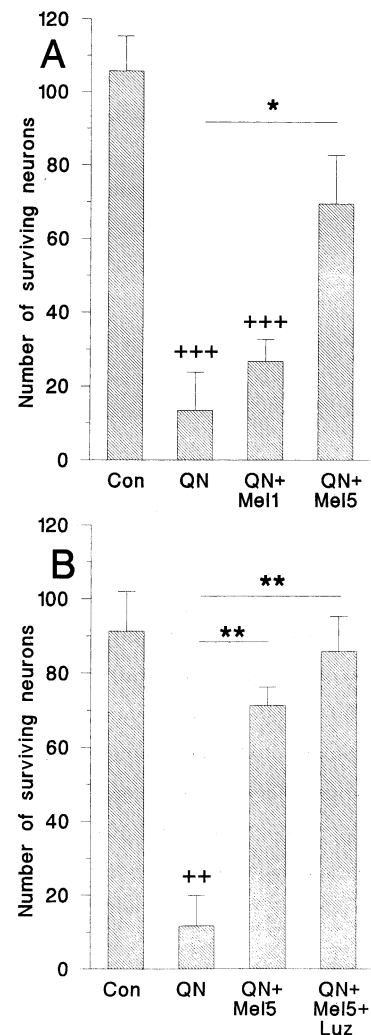 120
A
100
*
80
60
40
+++
+++
20
0
Number of surviving neurons
Con QN QN+ QN+
Mel1 Mel5
120
B
**
100
**
80
60
40
++
20
0
Number of surviving neurons
Con QN QN+ QN+
Mel5 Mel5+
Luz